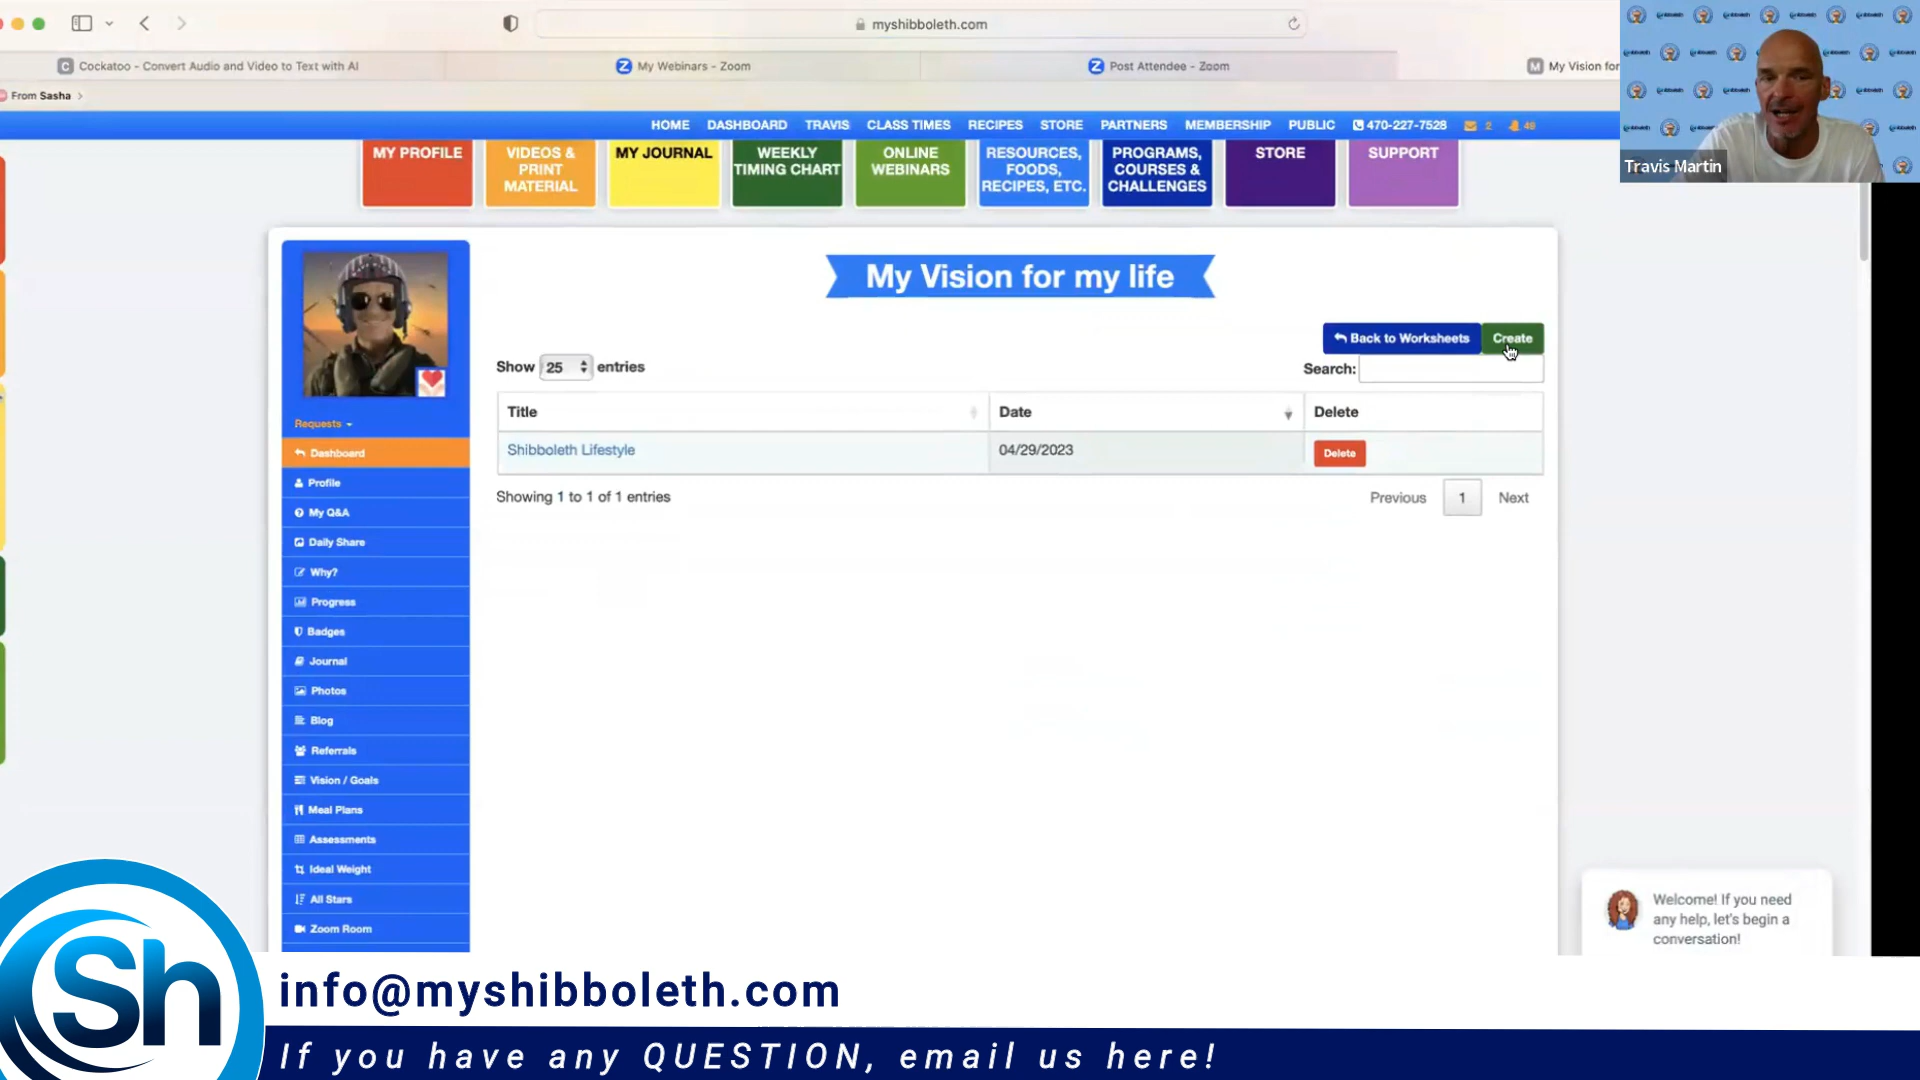 myshibboleth.com
C Cockatoo - Convert Audio and Video to Text with AI
Z My Webinars - Zoom
Z Post Attendee - Zoom
M My Vision for
From Sasha >
HOME DASHBOARD TRAVIS CLASS TIMES RECIPES STORE PARTNERS MEMBERSHIP PUBLIC 470-227-7528 2 49
Travis Martin
MY PROFILE
VIDEOS &
PRINT
MATERIAL
MY JOURNAL
WEEKLY
TIMING CHART
ONLINE
WEBINARS
RESOURCES,
FOODS,
RECIPES, ETC.
PROGRAMS,
COURSES &
CHALLENGES
STORE
SUPPORT
My Vision for my life
Back to Worksheets
Create
Show 25 entries
Search:
Title Date Delete
Shibboleth Lifestyle 04/29/2023 Delete
Showing 1 to 1 of 1 entries
Previous 1 Next
Requests
Dashboard
Profile
My Q&A
Daily Share
Why?
Progress
Badges
Journal
Photos
Blog
Referrals
Vision / Goals
Meal Plans
Assessments
Ideal Weight
All Stars
Zoom Room
Welcome! If you need
any help, let's begin a
conversation!
Sh
info@myshibboleth.com
If you have any QUESTION, email us here!